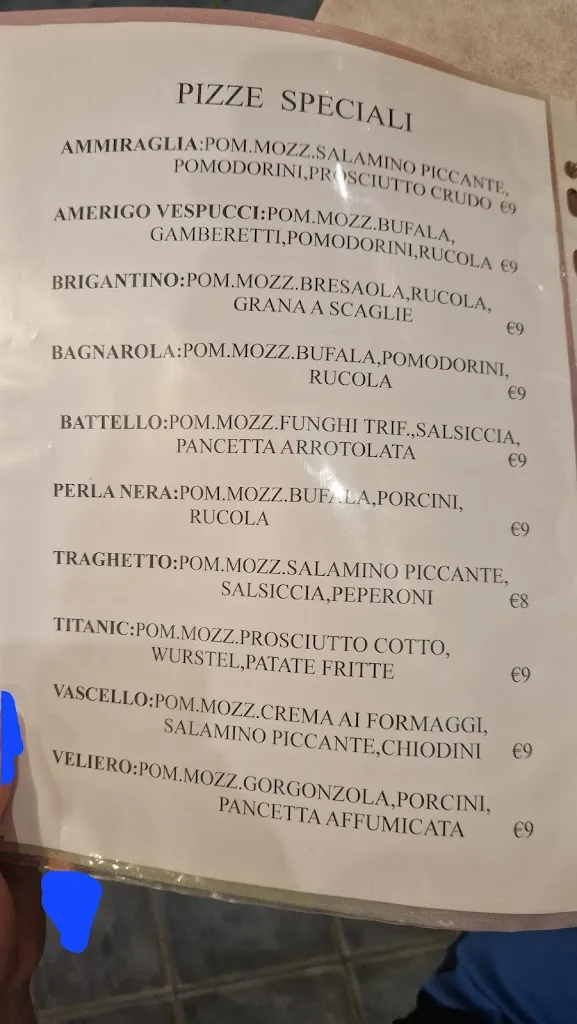 PIZZE SPECIALI
AMMIRAGLIA:POM.MOZZ.SALAMINO PICCANTE,
POMODORINI,PROSCIUTTO CRUDO €9
AMERIGO VESPUCCI:POM.MOZZ.BUFALA,
GAMBERETTI,POMODORINI,RUCOLA €9
BRIGANTINO:POM.MOZZ.BRESAOLA,RUCOLA,
GRANA A SCAGLIE €9
BAGNAROLA:POM.MOZZ.BUFALA,POMODORINI,
RUCOLA €9
BATTELLO:POM.MOZZ.FUNGHI TRIF.,SALSICCIA,
PANCETTA ARROTOLATA €9
PERLA NERA:POM.MOZZ.BUFALA,PORCINI,
RUCOLA €9
TRAGHETTO:POM.MOZZ.SALAMINO PICCANTE,
SALSICCIA,PEPERONI €8
TITANIC:POM.MOZZ.PROSCIUTTO COTTO,
WURSTEL,PATATE FRITTE €9
VASCELLO:POM.MOZZ.CREMA AI FORMAGGI,
SALAMINO PICCANTE,CHIODINI €9
VELIERO:POM.MOZZ.GORGONZOLA,PORCINI,
PANCETTA AFFUMICATA €9